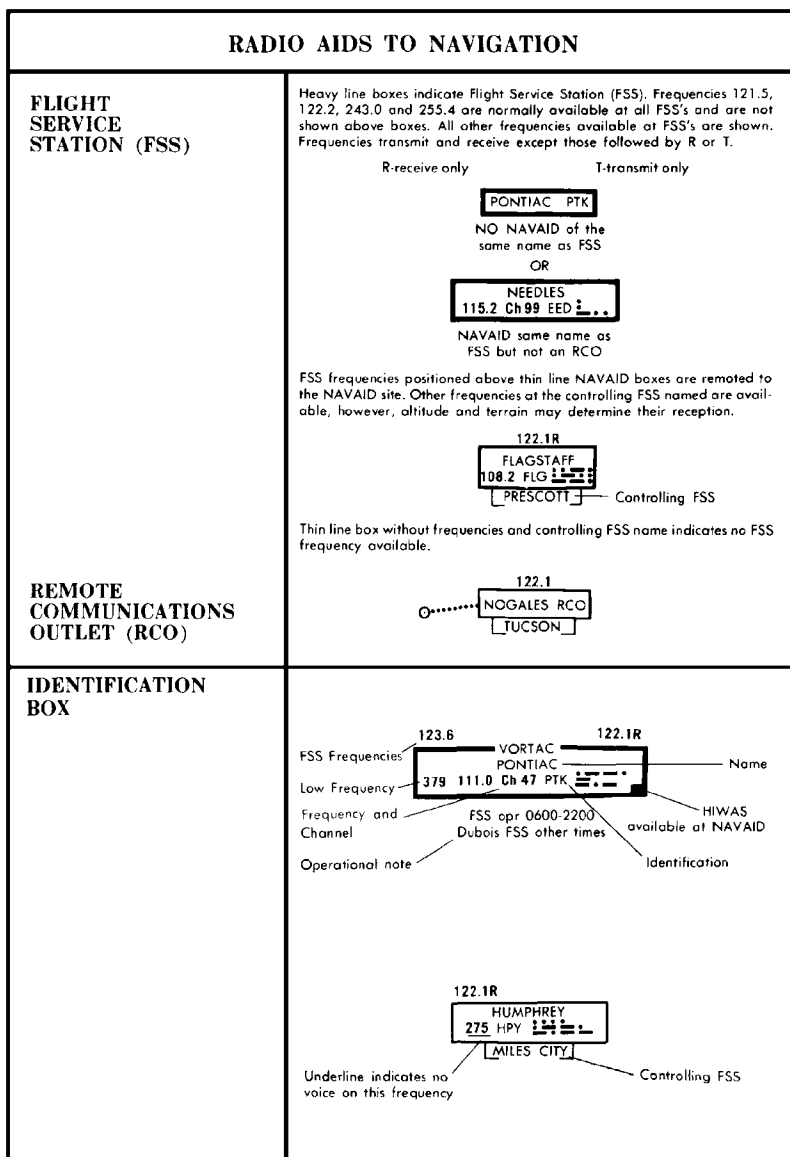 RADIO AIDS TO NAVIGATION
FLIGHT
SERVICE
STATION (FSS)
Heavy line boxes indicate Flight Service Station (FSS). Frequencies 121.5,
122.2, 243.0 and 255.4 are normally available at all FSS's and are not
shown above boxes. All other frequencies available at FSS's are shown.
Frequencies transmit and receive except those followed by R or T.
R-receive only T-transmit only
PONTIAC PTK
NO NAVAID of the
same name as FSS
OR
NEEDLES
115.2 Ch 99 EED
NAVAID same name as
FSS but not an RCO
FSS frequencies positioned above thin line NAVAID boxes are remoted to
the NAVAID site. Other frequencies at the controlling FSS named are avail-
able, however, altitude and terrain may determine their reception.
122.1R
FLAGSTAFF
108.2 FLG
PRESCOTT Controlling FSS
Thin line box without frequencies and controlling FSS name indicates no FSS
frequency available.
REMOTE
COMMUNICATIONS
OUTLET (RCO)
122.1
NOGALES RCO
TUCSON
IDENTIFICATION
BOX
123.6 122.1R
FSS Frequencies VORTAC
PONTIAC Name
Low Frequency 379 111.0 Ch 47 PTK
Frequency and
Channel
FSS opr 0600-2200
Dubois FSS other times
HIWAS
available at NAVAID
Operational note Identification
122.1R
HUMPHREY
275 HPY
MILES CITY
Underline indicates no
voice on this frequency
Controlling FSS